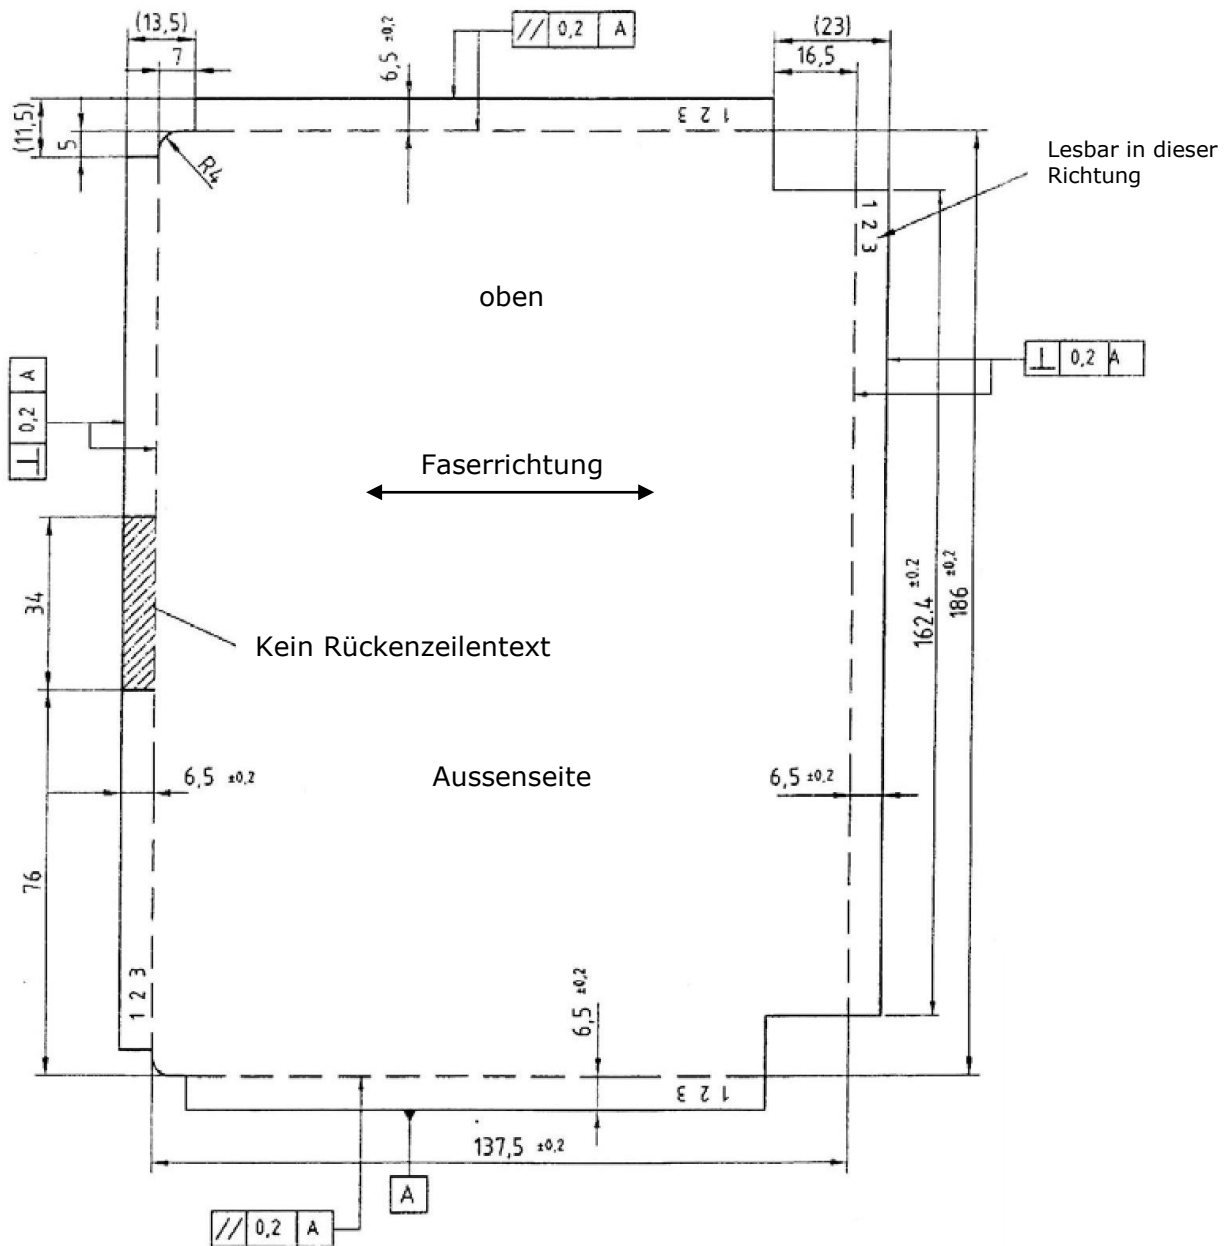 (13,5)
7
6,5 ±0,2
// 0,2 A
(23)
16,5
(11,5)
5
R4
1 2 3
Lesbar in dieser
Richtung
1 2 3
oben
⊥ 0,2 A
⊥ 0,2 A
Faserrichtung
34
162.4 ±0.2
186 ±0,2
Kein Rückenzeilentext
6,5 ±0,2
Aussenseite
6,5 ±0,2
76
1 2 3
6,5 ±0,2
1 2 3
137,5 ±0,2
A
// 0,2 A